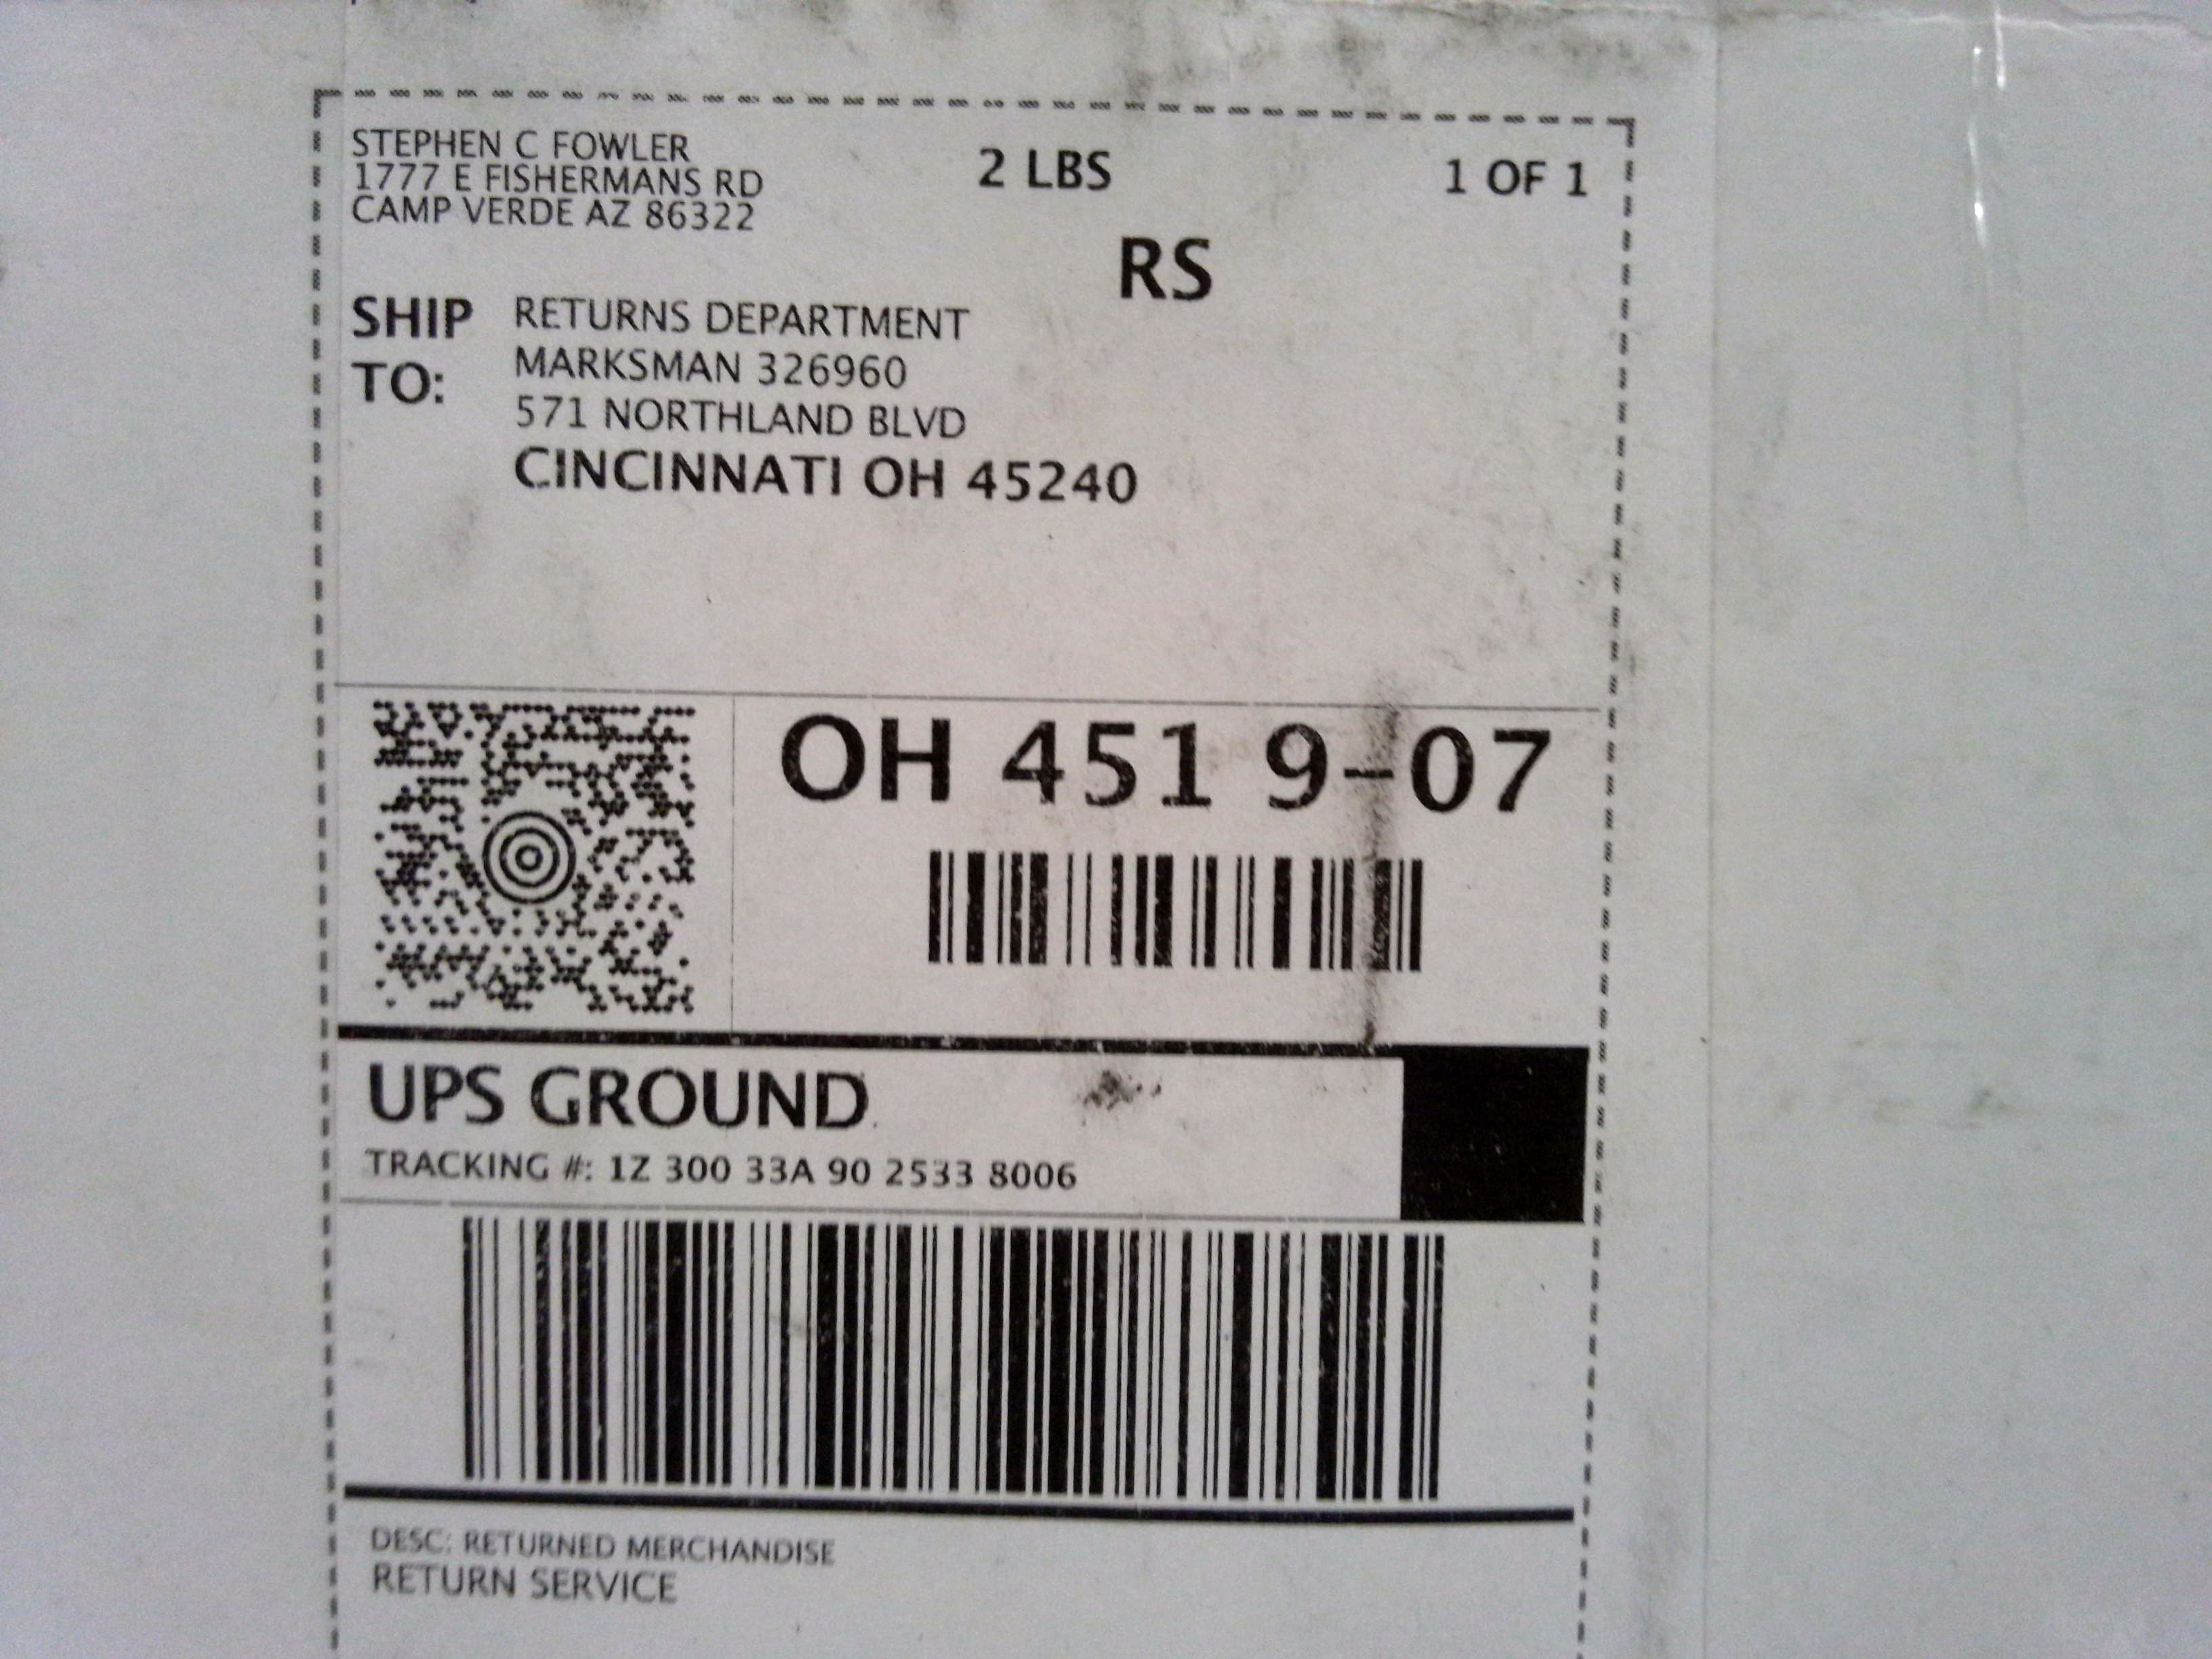 STEPHEN C FOWLER
1777 E FISHERMANS RD
CAMP VERDE AZ 86322
2 LBS
1 OF 1
RS
SHIP TO:
RETURNS DEPARTMENT
MARKSMAN 326960
571 NORTHLAND BLVD
CINCINNATI OH 45240
OH 451 9-07
UPS GROUND
TRACKING #: 1Z 300 33A 90 2533 8006
DESC: RETURNED MERCHANDISE
RETURN SERVICE